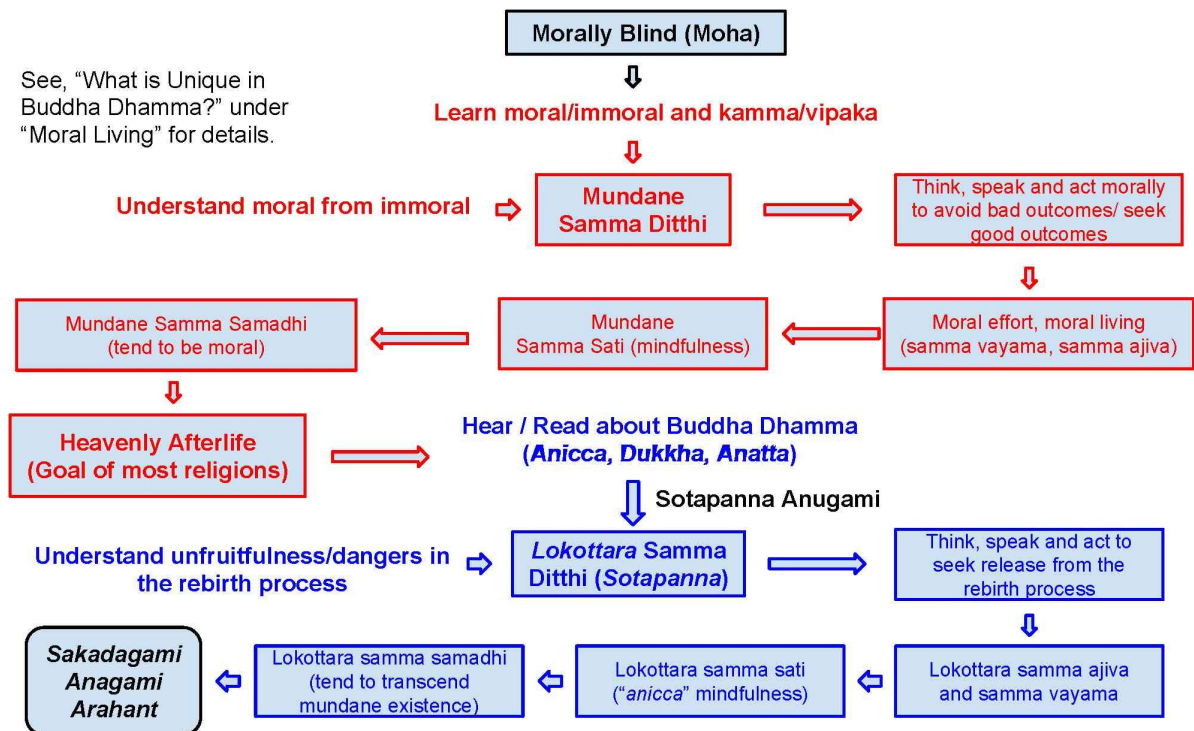 Morally Blind (Moha)
See, “What is Unique in
Buddha Dhamma?” under
“Moral Living” for details.
Learn moral/immoral and kamma/vipaka
Understand moral from immoral
Mundane
Samma Ditthi
Think, speak and act morally
to avoid bad outcomes/ seek
good outcomes
Moral effort, moral living
(samma vayama, samma ajiva)
Mundane
Samma Sati (mindfulness)
Mundane Samma Samadhi
(tend to be moral)
Heavenly Afterlife
(Goal of most religions)
Hear / Read about Buddha Dhamma
(Anicca, Dukkha, Anatta)
Sotapanna Anugami
Understand unfruitfulness/dangers in
the rebirth process
Lokottara Samma
Ditthi (Sotapanna)
Think, speak and act to
seek release from the
rebirth process
Lokottara samma ajiva
and samma vayama
Lokottara samma sati
(“anicca” mindfulness)
Lokottara samma samadhi
(tend to transcend
mundane existence)
Sakadagami
Anagami
Arahant